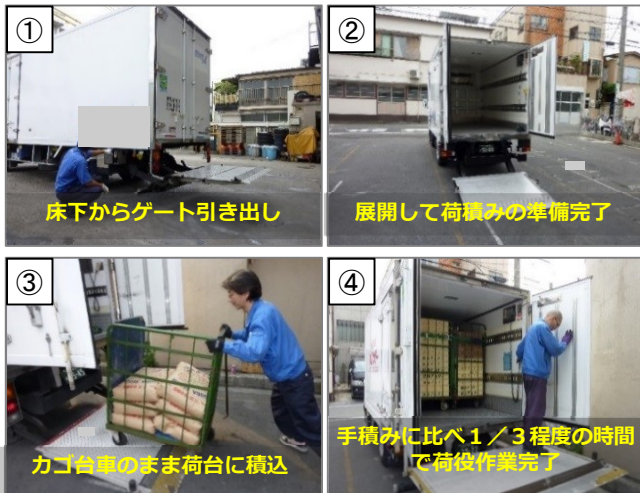 ①
床下からゲート引き出し
②
展開して荷積みの準備完了
③
カゴ台車のまま荷台に積込
④
手積みに比べ１／３程度の時間
で荷役作業完了